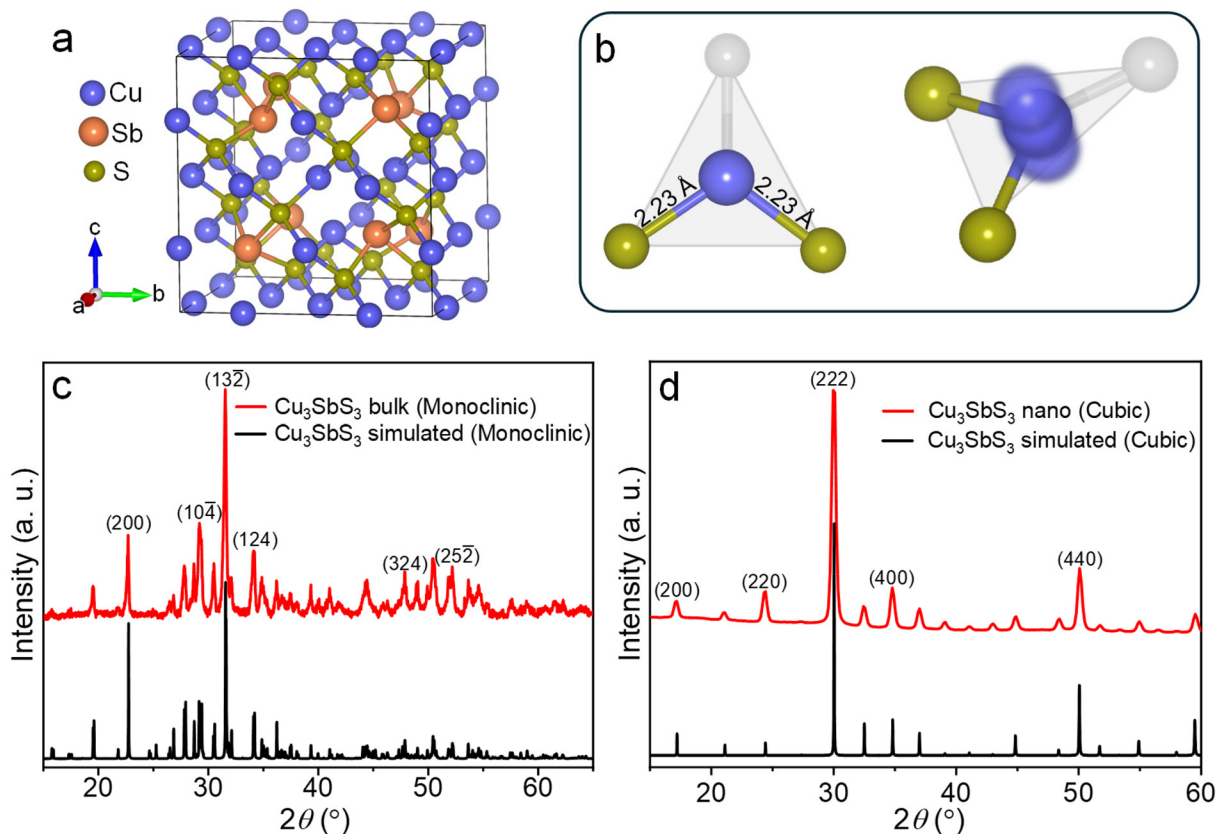 a
Cu
Sb
S
c
a
b
b
2.23 Å
2.23 Å
c
(132̅)
Cu₃SbS₃ bulk (Monoclinic)
Cu₃SbS₃ simulated (Monoclinic)
(200)
(104̅)
(124)
(324)
(252̅)
Intensity (a. u.)
20
30
40
50
60
2θ (°)
d
(222)
Cu₃SbS₃ nano (Cubic)
Cu₃SbS₃ simulated (Cubic)
(200)
(220)
(400)
(440)
Intensity (a. u.)
20
30
40
50
60
2θ (°)